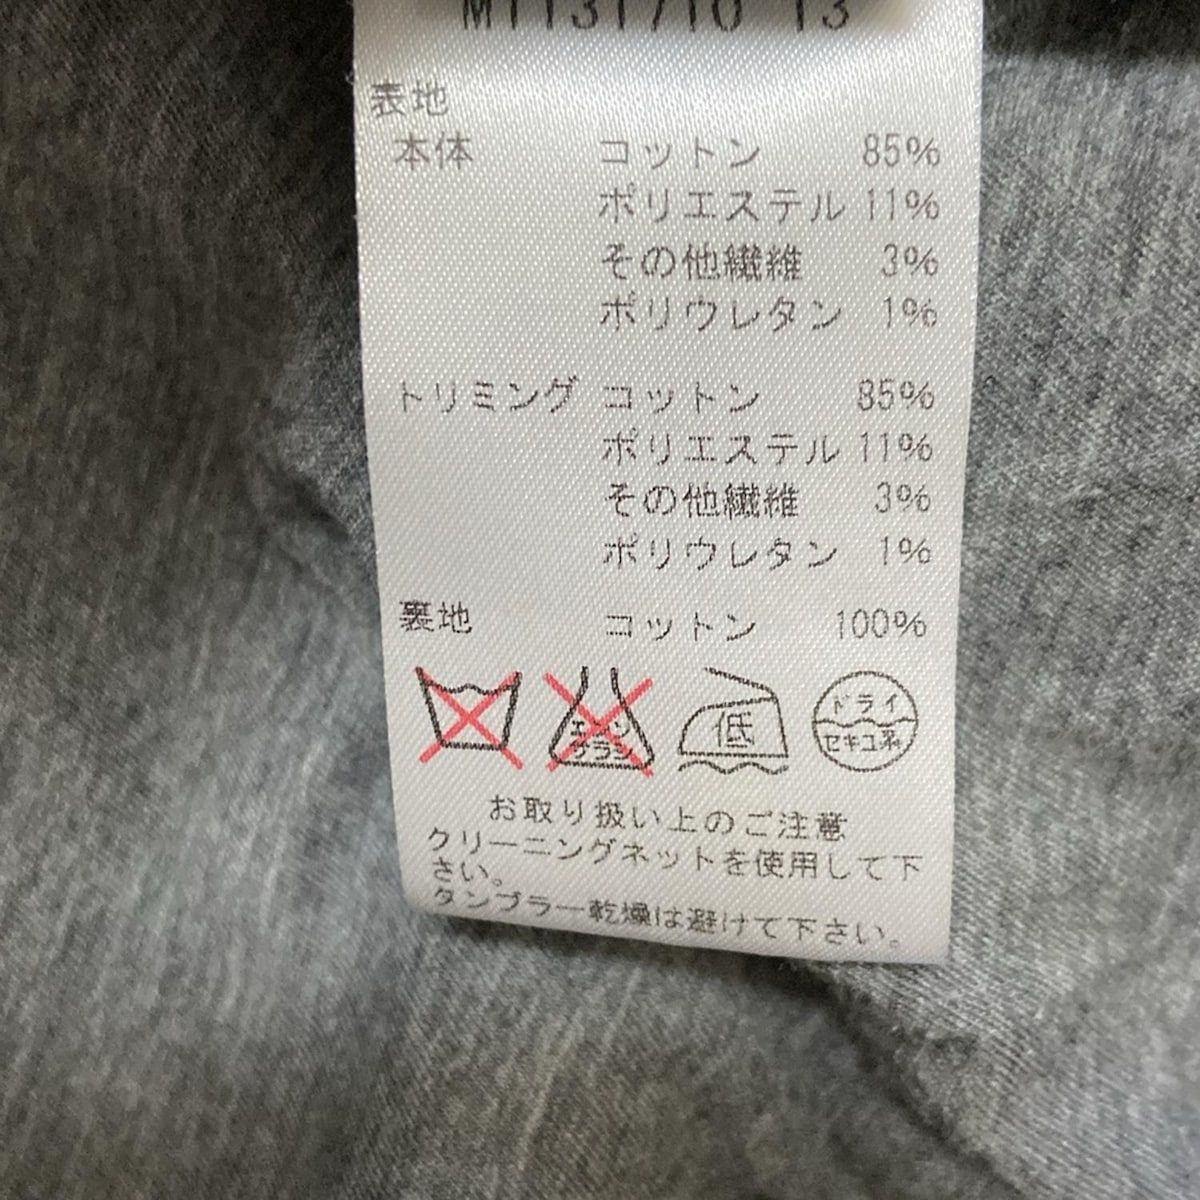 表地
本体 コットン 85%
ポリエステル 11%
その他繊維 3%
ポリウレタン 1%
トリミング コットン 85%
ポリエステル 11%
その他繊維 3%
ポリウレタン 1%
裏地 コットン 100%
エンソ サラシ
低
ドライ
セキユ系
お取り扱い上のご注意
クリーニングネットを使用して下
さい。
タンブラー乾燥は避けて下さい。